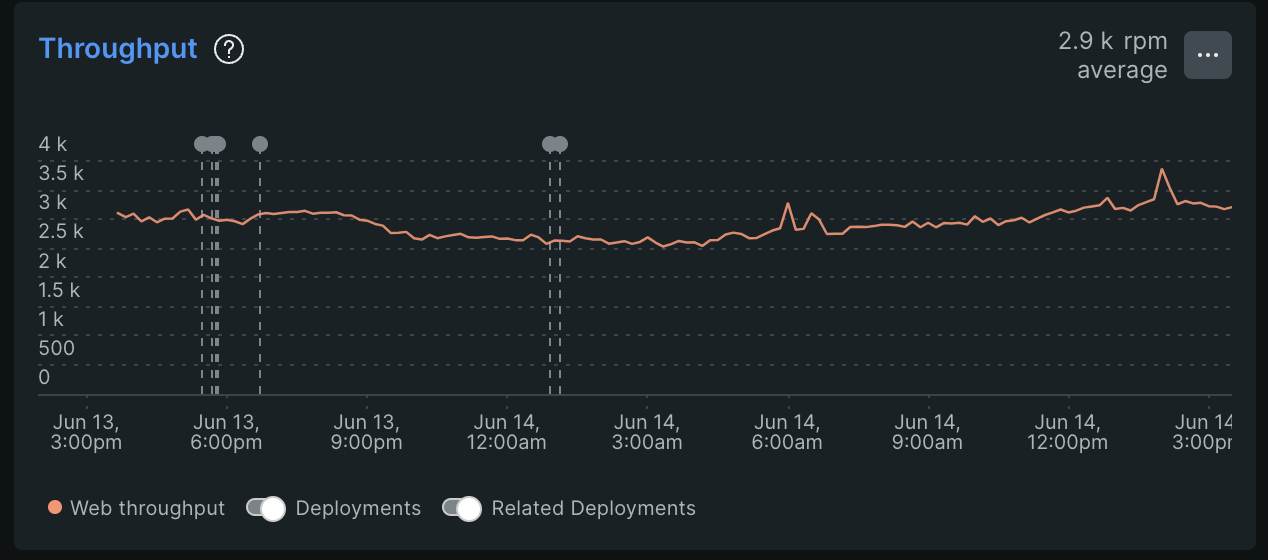 Throughput ?
2.9 k rpm
average
...
4 k
3.5 k
3 k
2.5 k
2 k
1.5 k
1 k
500
0
Jun 13, Jun 13, Jun 13, Jun 14, Jun 14, Jun 14, Jun 14, Jun 14, Jun 14
3:00pm 6:00pm 9:00pm 12:00am 3:00am 6:00am 9:00am 12:00pm 3:00pr
Web throughput Deployments Related Deployments